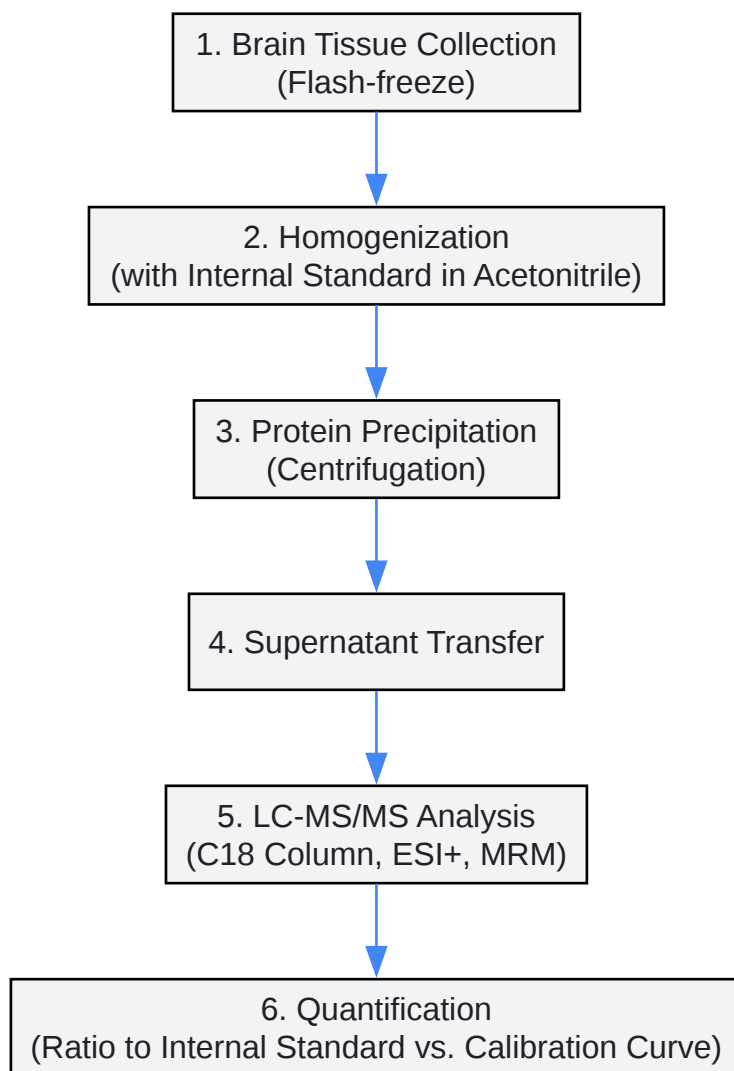 1. Brain Tissue Collection
(Flash-freeze)
2. Homogenization
(with Internal Standard in Acetonitrile)
3. Protein Precipitation
(Centrifugation)
4. Supernatant Transfer
5. LC-MS/MS Analysis
(C18 Column, ESI+, MRM)
6. Quantification
(Ratio to Internal Standard vs. Calibration Curve)